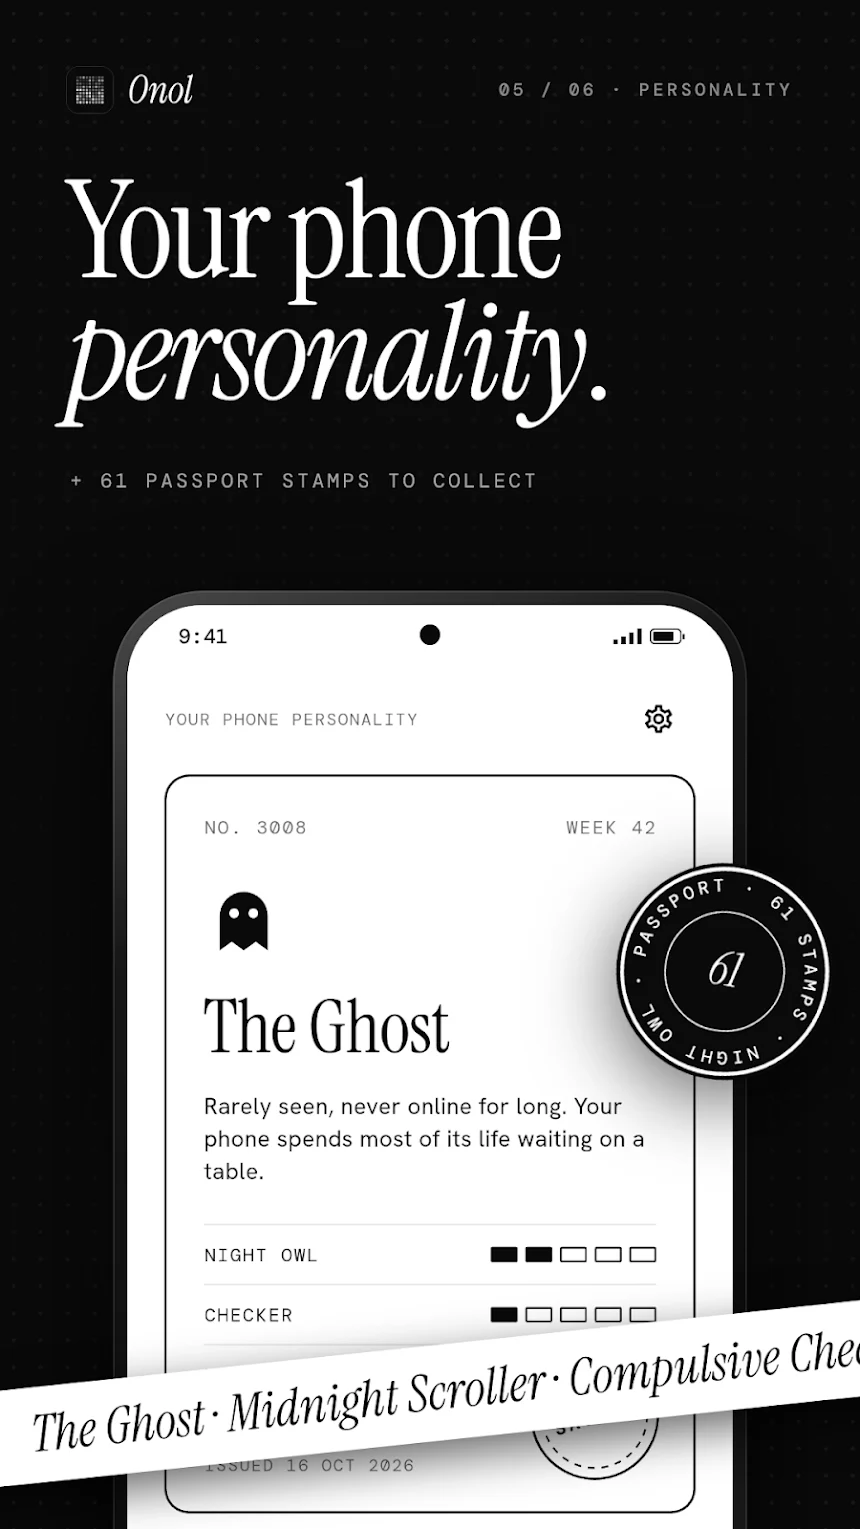 Onol
05 / 06 · PERSONALITY
Your phone
personality.
+ 61 PASSPORT STAMPS TO COLLECT
9:41
YOUR PHONE PERSONALITY
NO. 3008
WEEK 42
PASSPORT · 61 STAMPS · NIGHT OWL ·
61
The Ghost
Rarely seen, never online for long. Your
phone spends most of its life waiting on a
table.
NIGHT OWL
CHECKER
The Ghost · Midnight Scroller · Compulsive
ISSUED 16 OCT 2026